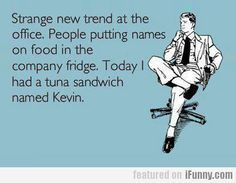 Strange new trend at the
office. People putting names
on food in the
company fridge. Today I
had a tuna sandwich
named Kevin.
featured on iFunny.com